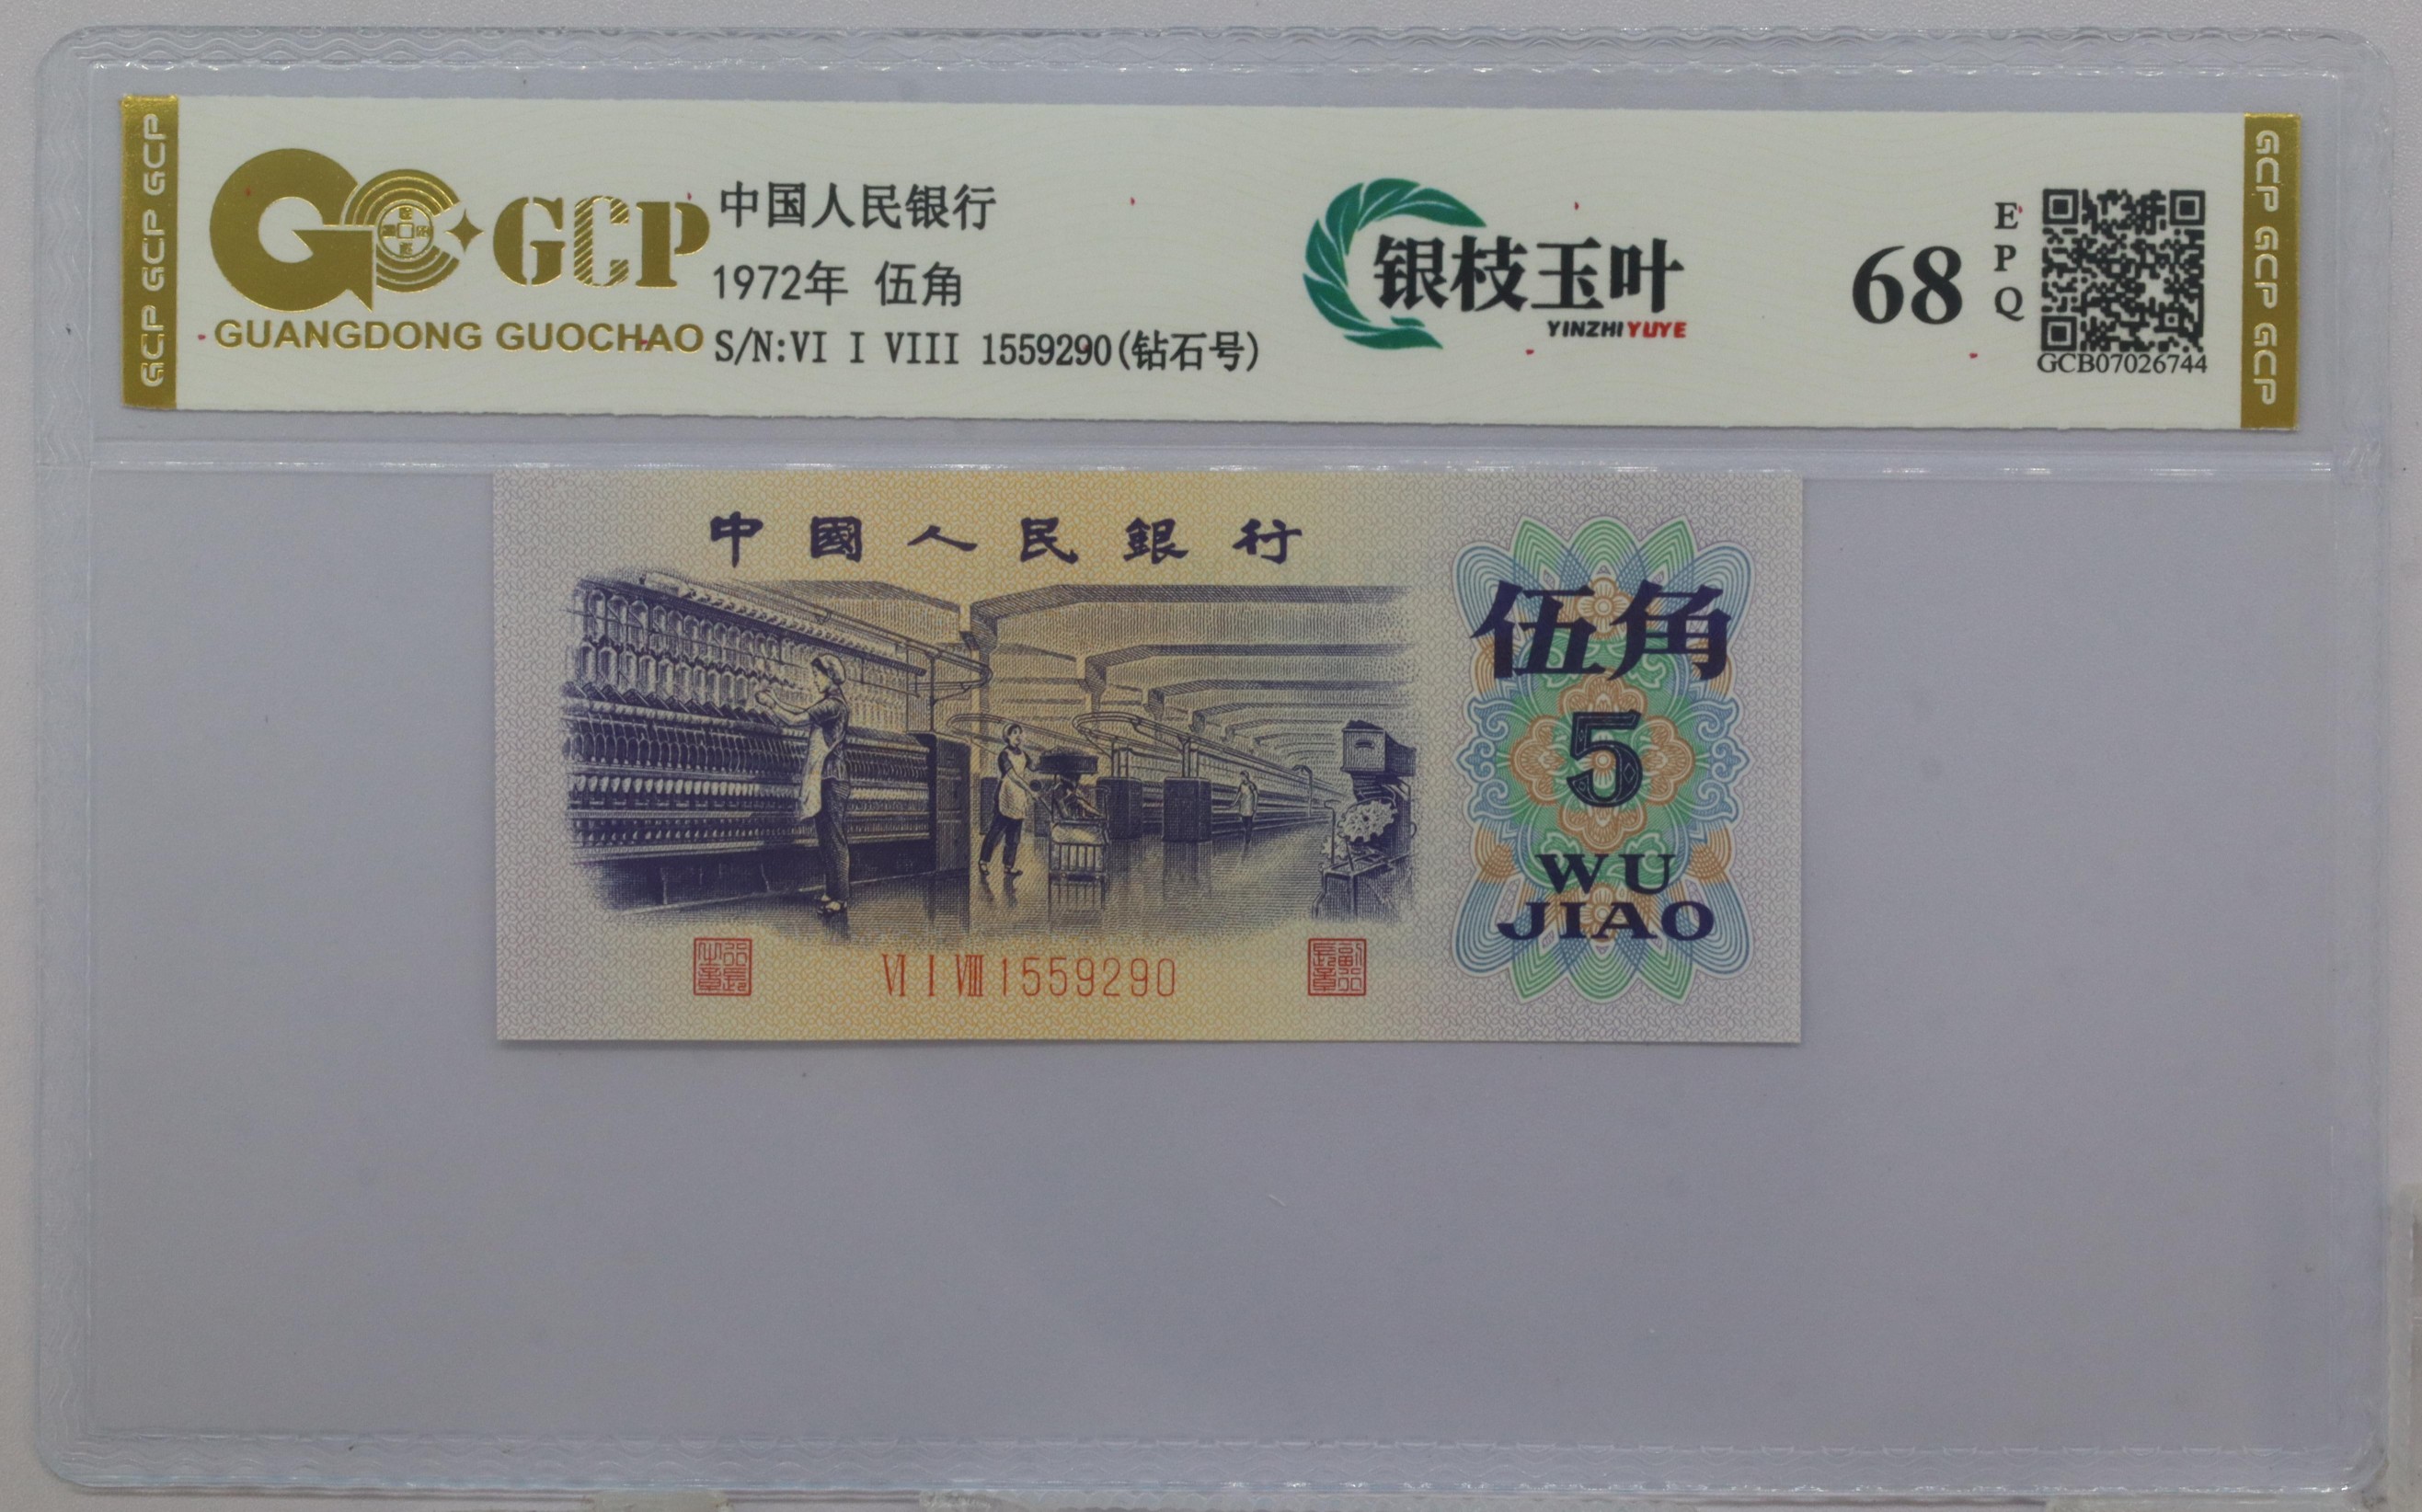 GCP GCP GCP
GCP
GUANGDONG GUOCHAO
中国人民银行
1972年 伍角
S/N:VI I VIII 1559290(钻石号)
银枝玉叶
YINZHIYUYE
68
EPQ
GCB07026744
GCP GCP GCP
中國人民銀行
伍角
5
WU
JIAO
VI I VIII 1559290